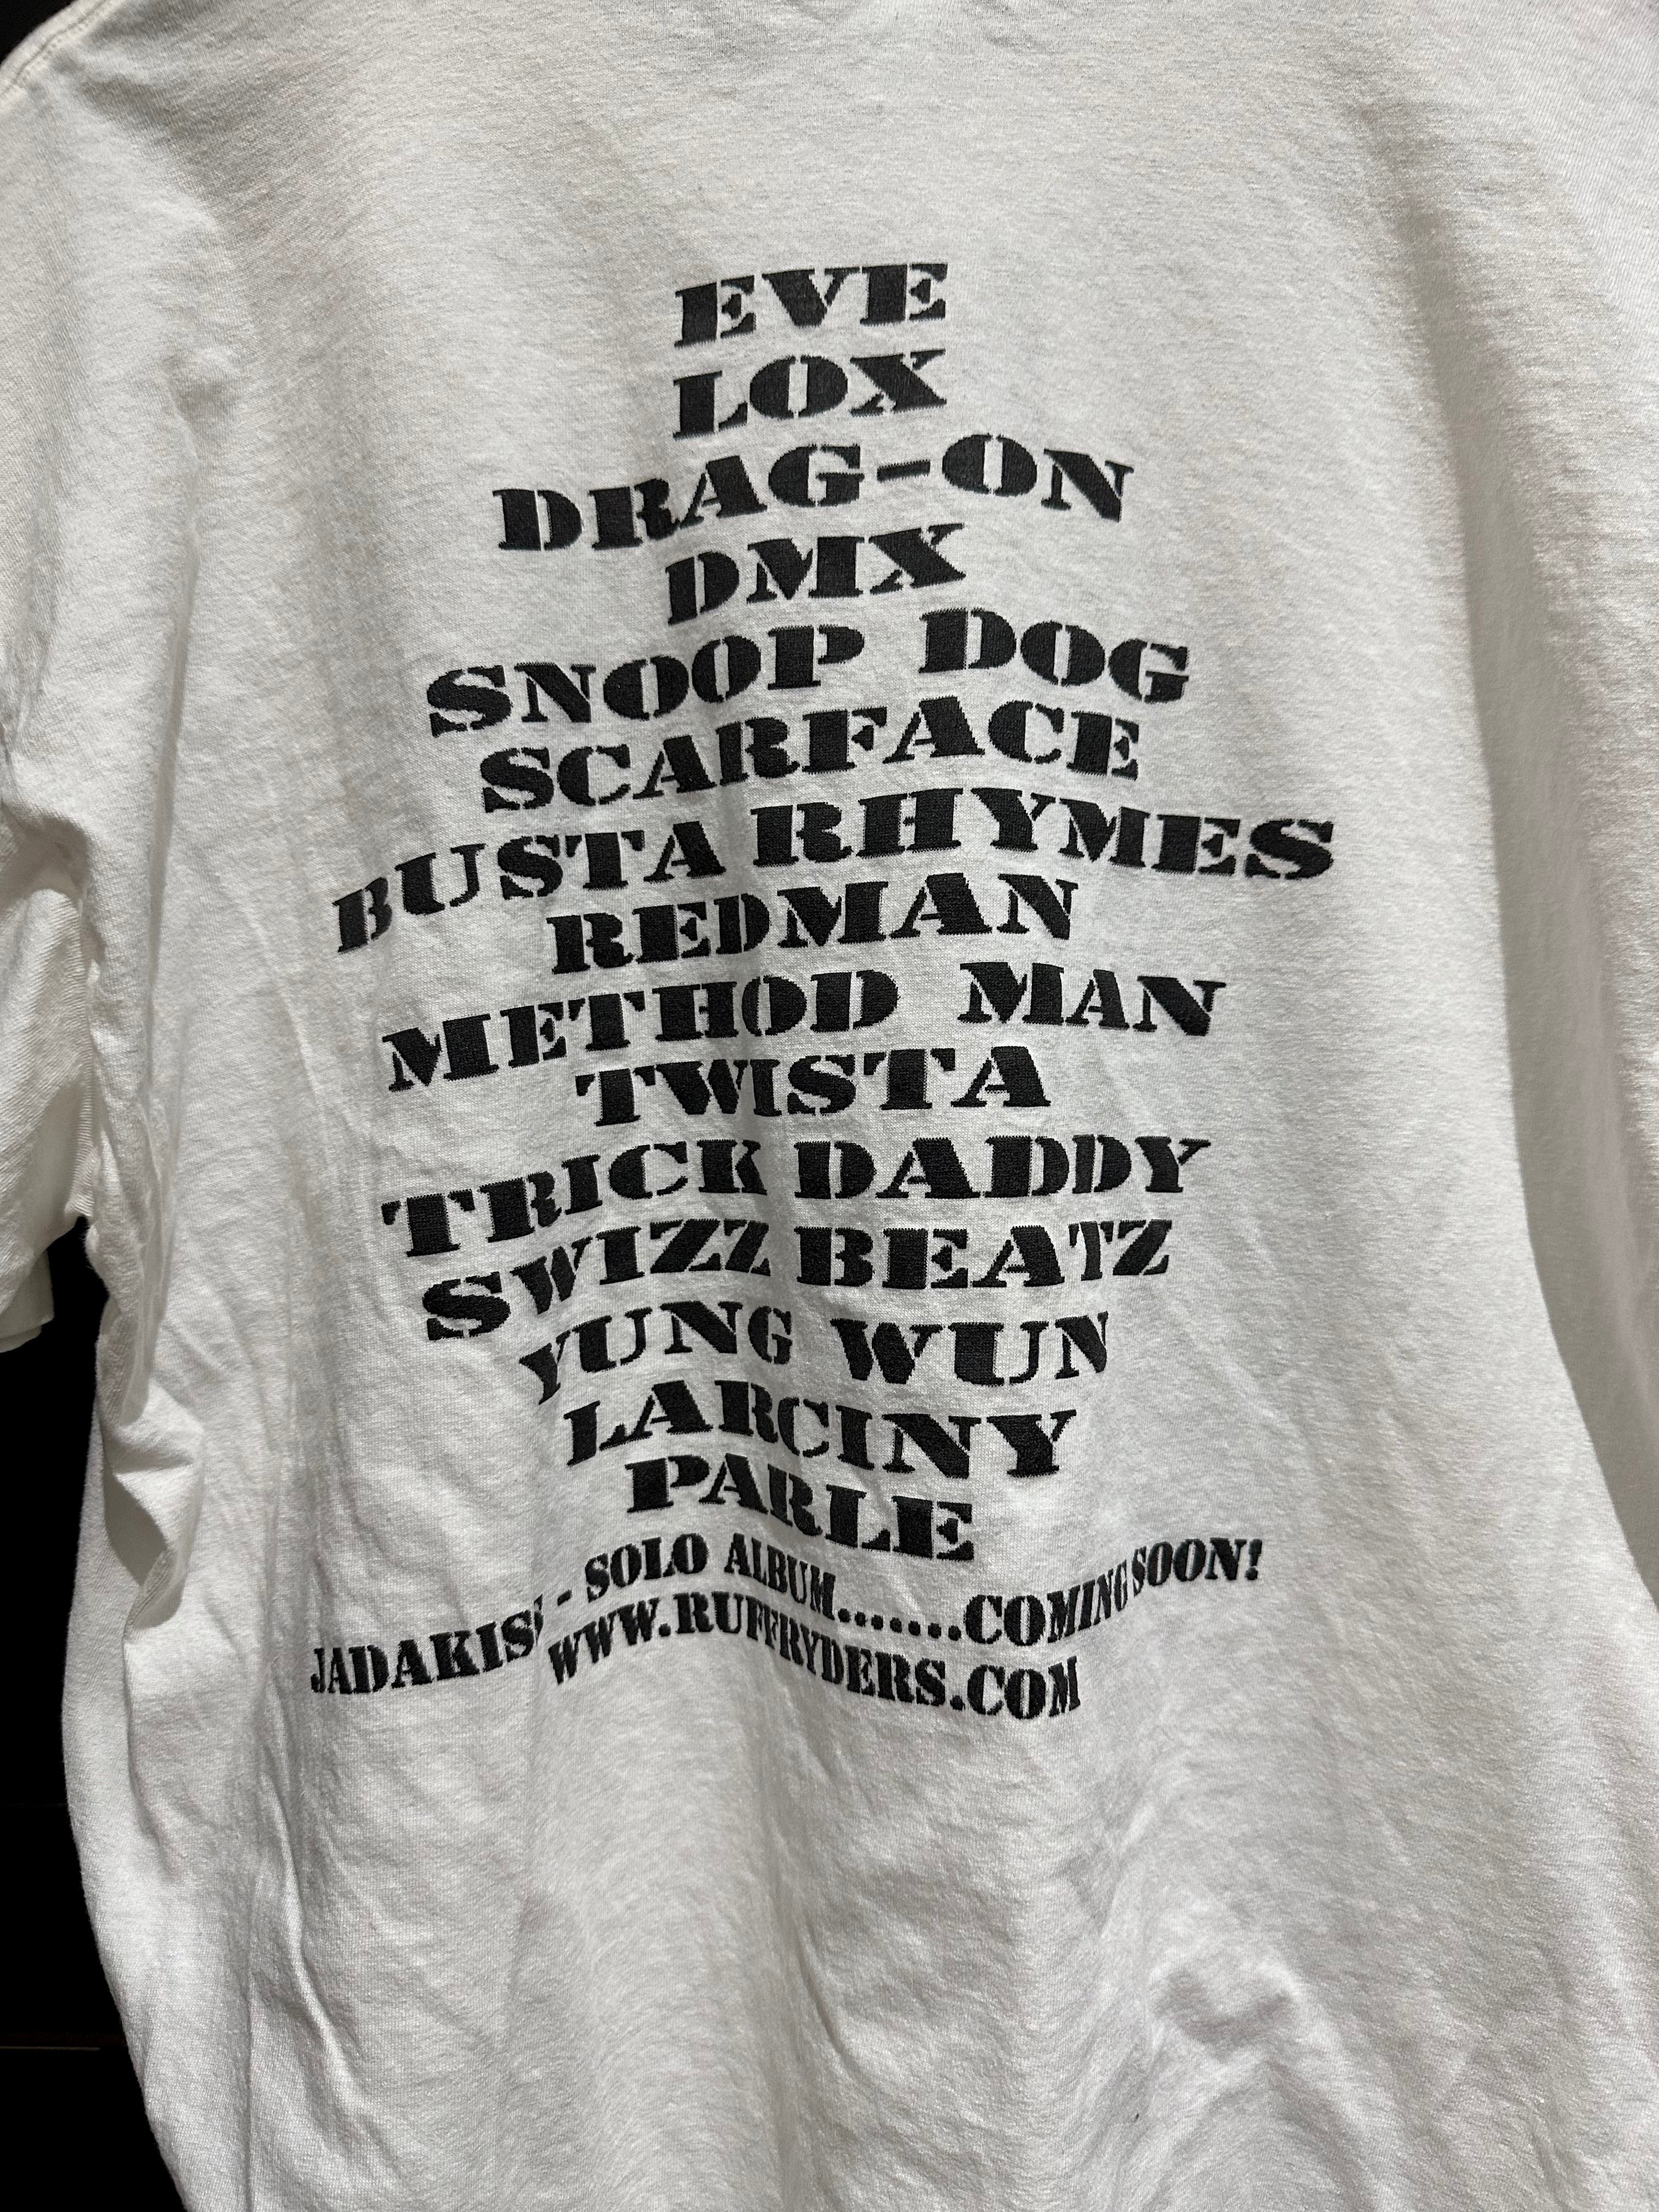 EVE
LOX
DRAG-ON
DMX
SNOOP DOG
SCARFACE
BUSTA RHYMES
REDMAN
METHOD MAN
TWISTA
TRICK DADDY
SWIZZ BEATZ
YUNG WUN
LARCINY
PARLE
JADAKISS - SOLO ALBUM.......COMING SOON!
WWW.RUFFRYDERS.COM